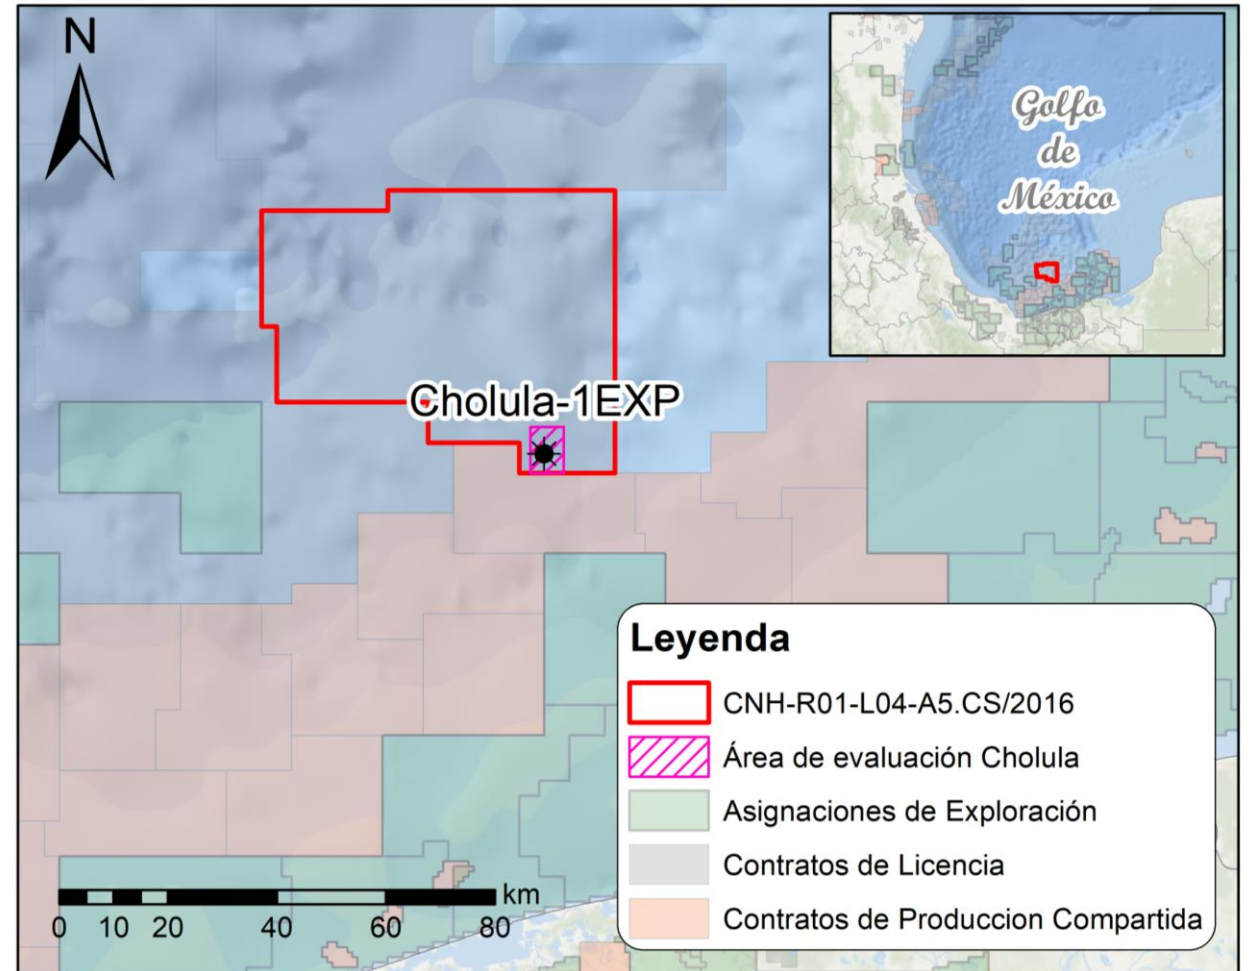 N
Golfo
de
México
Cholula-1EXP
Leyenda
CNH-R01-L04-A5.CS/2016
Área de evaluación Cholula
Asignaciones de Exploración
Contratos de Licencia
Contratos de Produccion Compartida
km
0 10 20 40 60 80